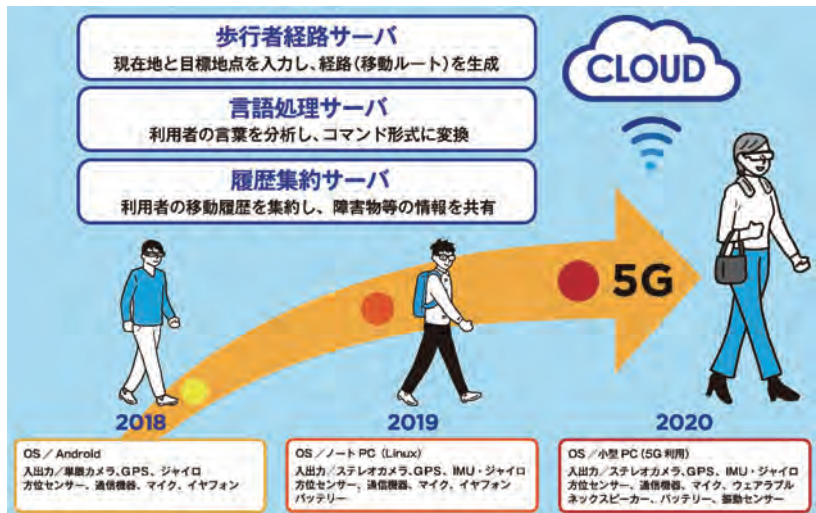 歩行者経路サーバ
現在地と目標地点を入力し、経路（移動ルート）を生成
CLOUD
言語処理サーバ
利用者の言葉を分析し、コマンド形式に変換
履歴集約サーバ
利用者の移動履歴を集約し、障害物等の情報を共有
5G
2018
2019
2020
OS／Android
入出力／単眼カメラ、GPS、ジャイロ
方位センサー、通信機器、マイク、イヤフォン
OS／ノートPC（Linux）
入出力／ステレオカメラ、GPS、IMU・ジャイロ
方位センサー、通信機器、マイク、イヤフォン
バッテリー
OS／小型PC（5G利用）
入出力／ステレオカメラ、GPS、IMU・ジャイロ
方位センサー、通信機器、マイク、ウェアラブル
ネックスピーカー、バッテリー、振動センサー